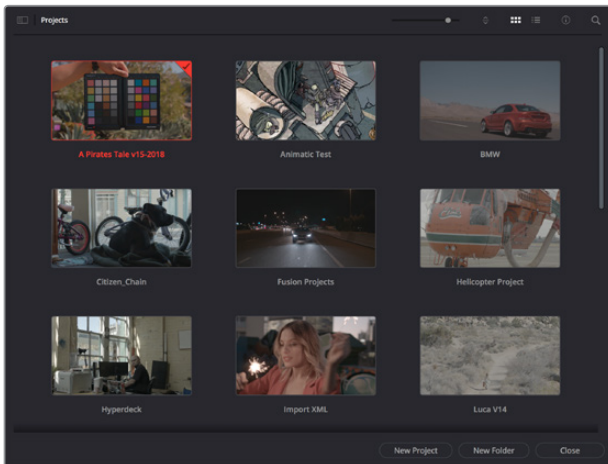 Projects
A Pirates Tale v15-2018
Animatic Test
BMW
Citizen_Chain
Fusion Projects
Helicopter Project
Hyperdeck
Import XML
Luca V14
New Project
New Folder
Close